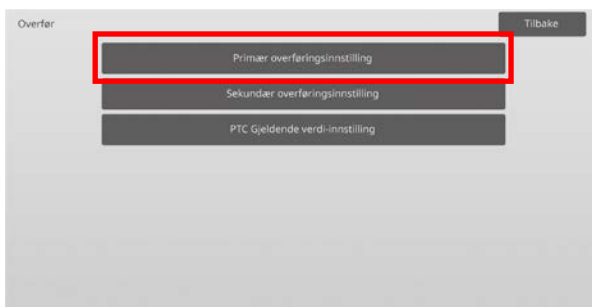 Overfør
Tilbake
Primær overføringsinnstilling
Sekundær overføringsinnstilling
PTC Gjeldende verdi-innstilling